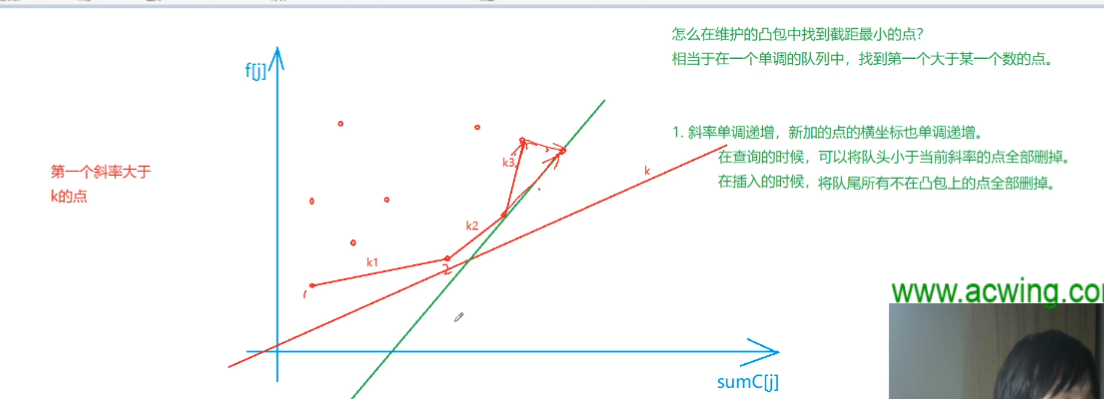 怎么在维护的凸包中找到截距最小的点?
相当于在一个单调的队列中，找到第一个大于某一个数的点。
f[j]
1. 斜率单调递增，新加的点的横坐标也单调递增。
在查询的时候，可以将队头小于当前斜率的点全部删掉。
在插入的时候，将队尾所有不在凸包上的点全部删掉。
第一个斜率大于
k的点
k3
k
k2
k1
1
2
www.acwing.co
sumC[j]